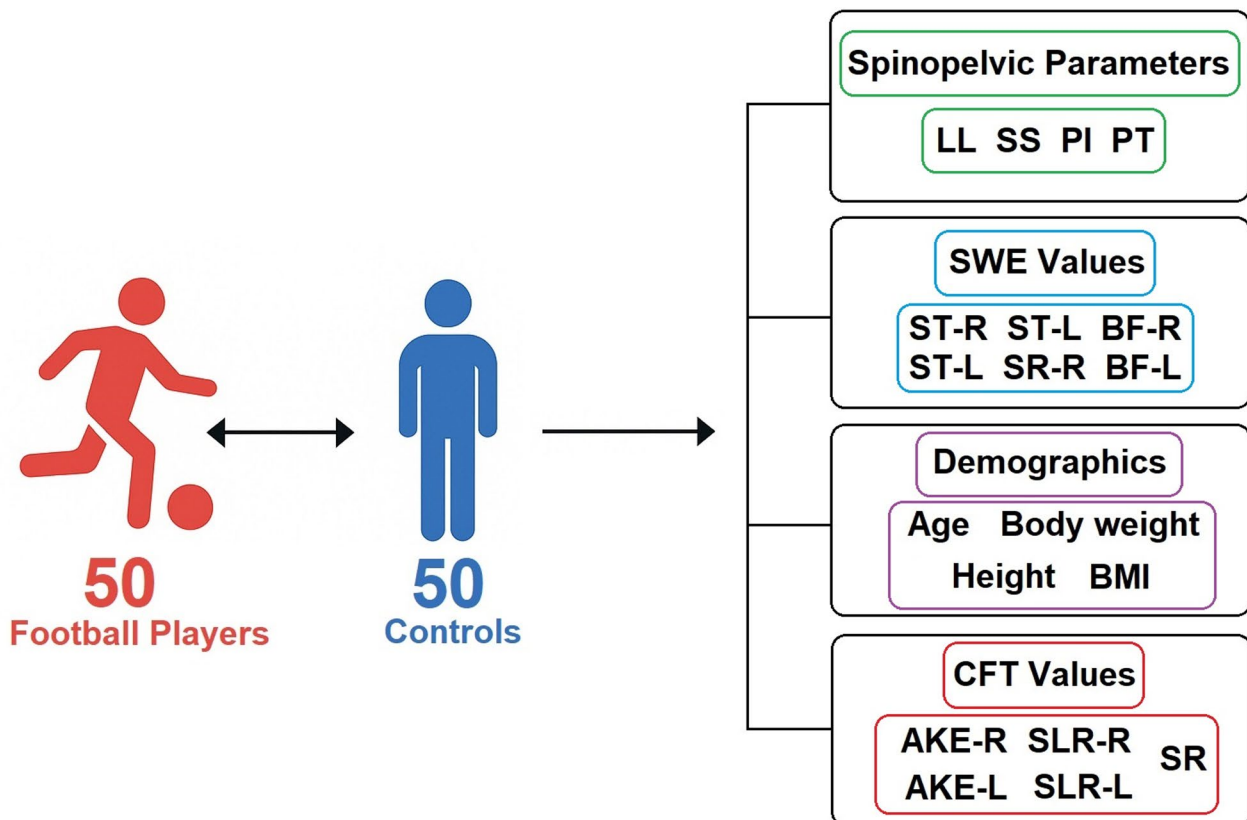 50
Football Players
50
Controls
Spinopelvic Parameters
LL SS PI PT
SWE Values
ST-R ST-L BF-R
ST-L SR-R BF-L
Demographics
Age Body weight
Height BMI
CFT Values
AKE-R SLR-R SR
AKE-L SLR-L